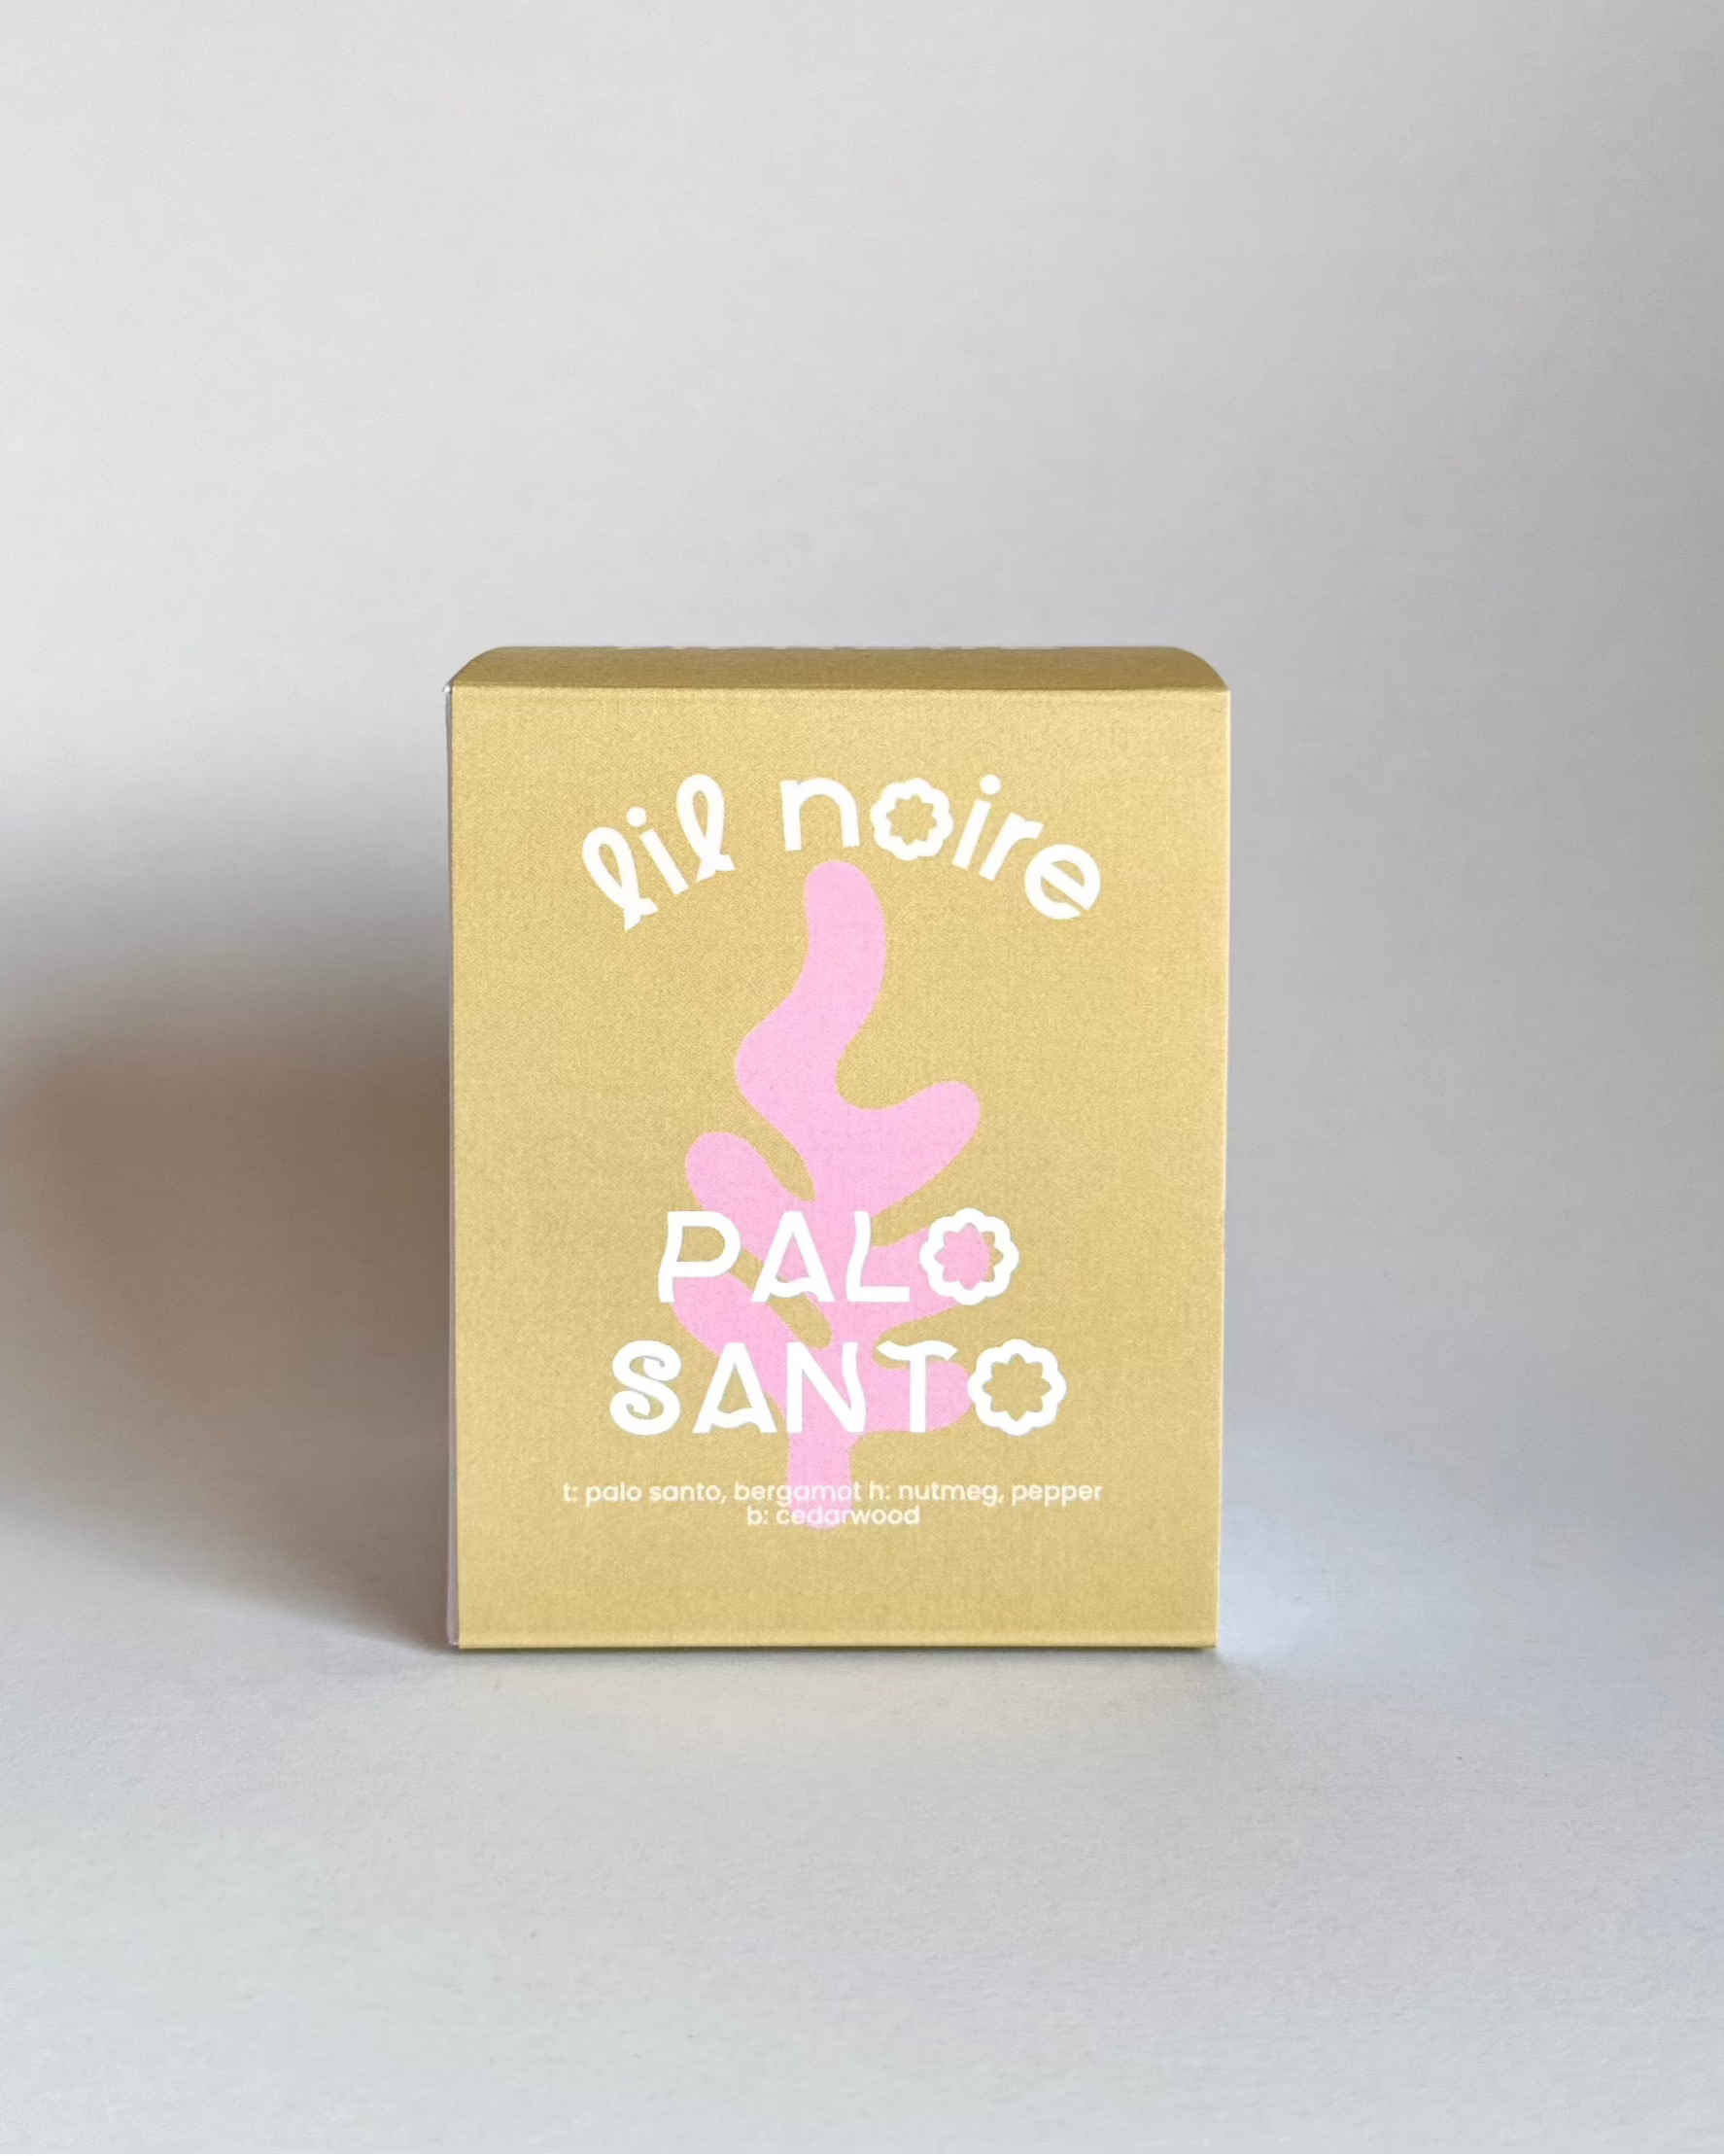 lil noire
PALO
SANTO
t: palo santo, bergamot h: nutmeg, pepper
b: cedarwood